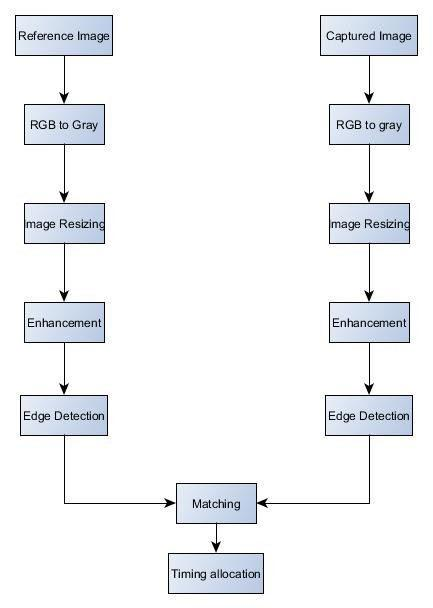 Reference Image
RGB to Gray
Image Resizing
Enhancement
Edge Detection
Captured Image
RGB to gray
Image Resizing
Enhancement
Edge Detection
Matching
Timing allocation